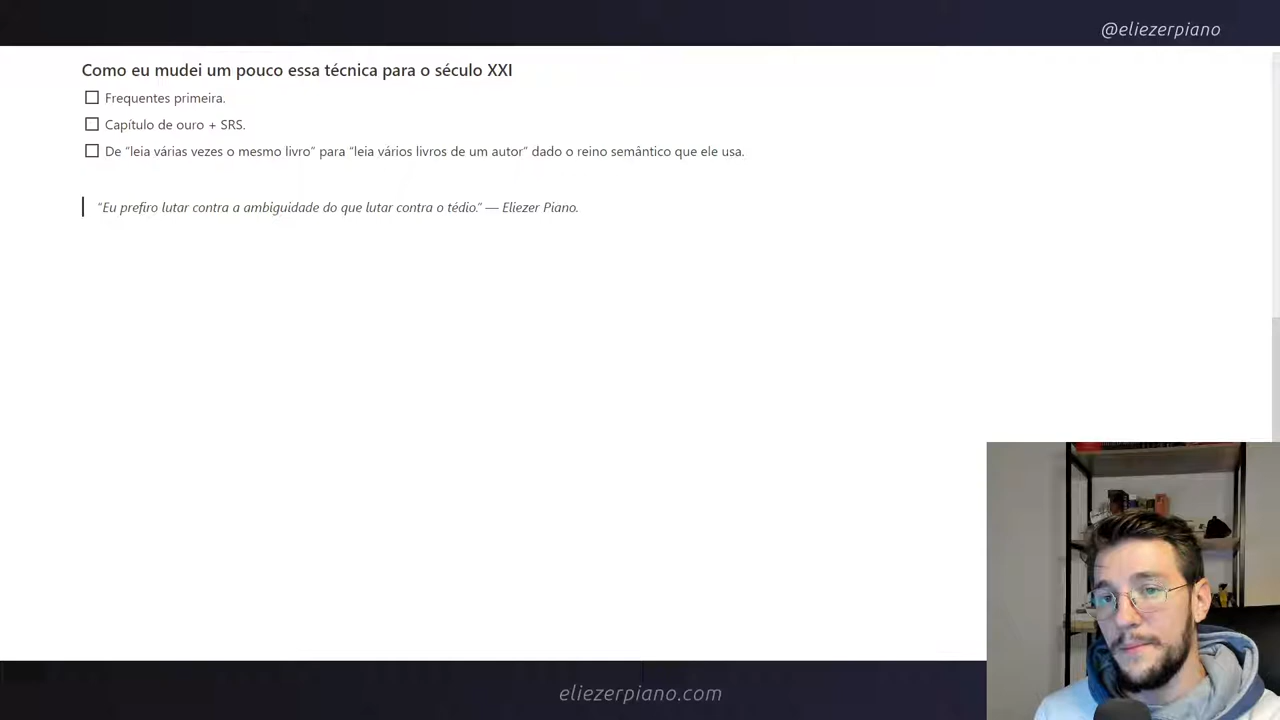 @eliezerpiano
Como eu mudei um pouco essa técnica para o século XXI
Frequentes primeira.
Capítulo de ouro + SRS.
De “leia várias vezes o mesmo livro” para “leia vários livros de um autor” dado o reino semântico que ele usa.
“Eu prefiro lutar contra a ambiguidade do que lutar contra o tédio.” — Eliezer Piano.
eliezerpiano.com